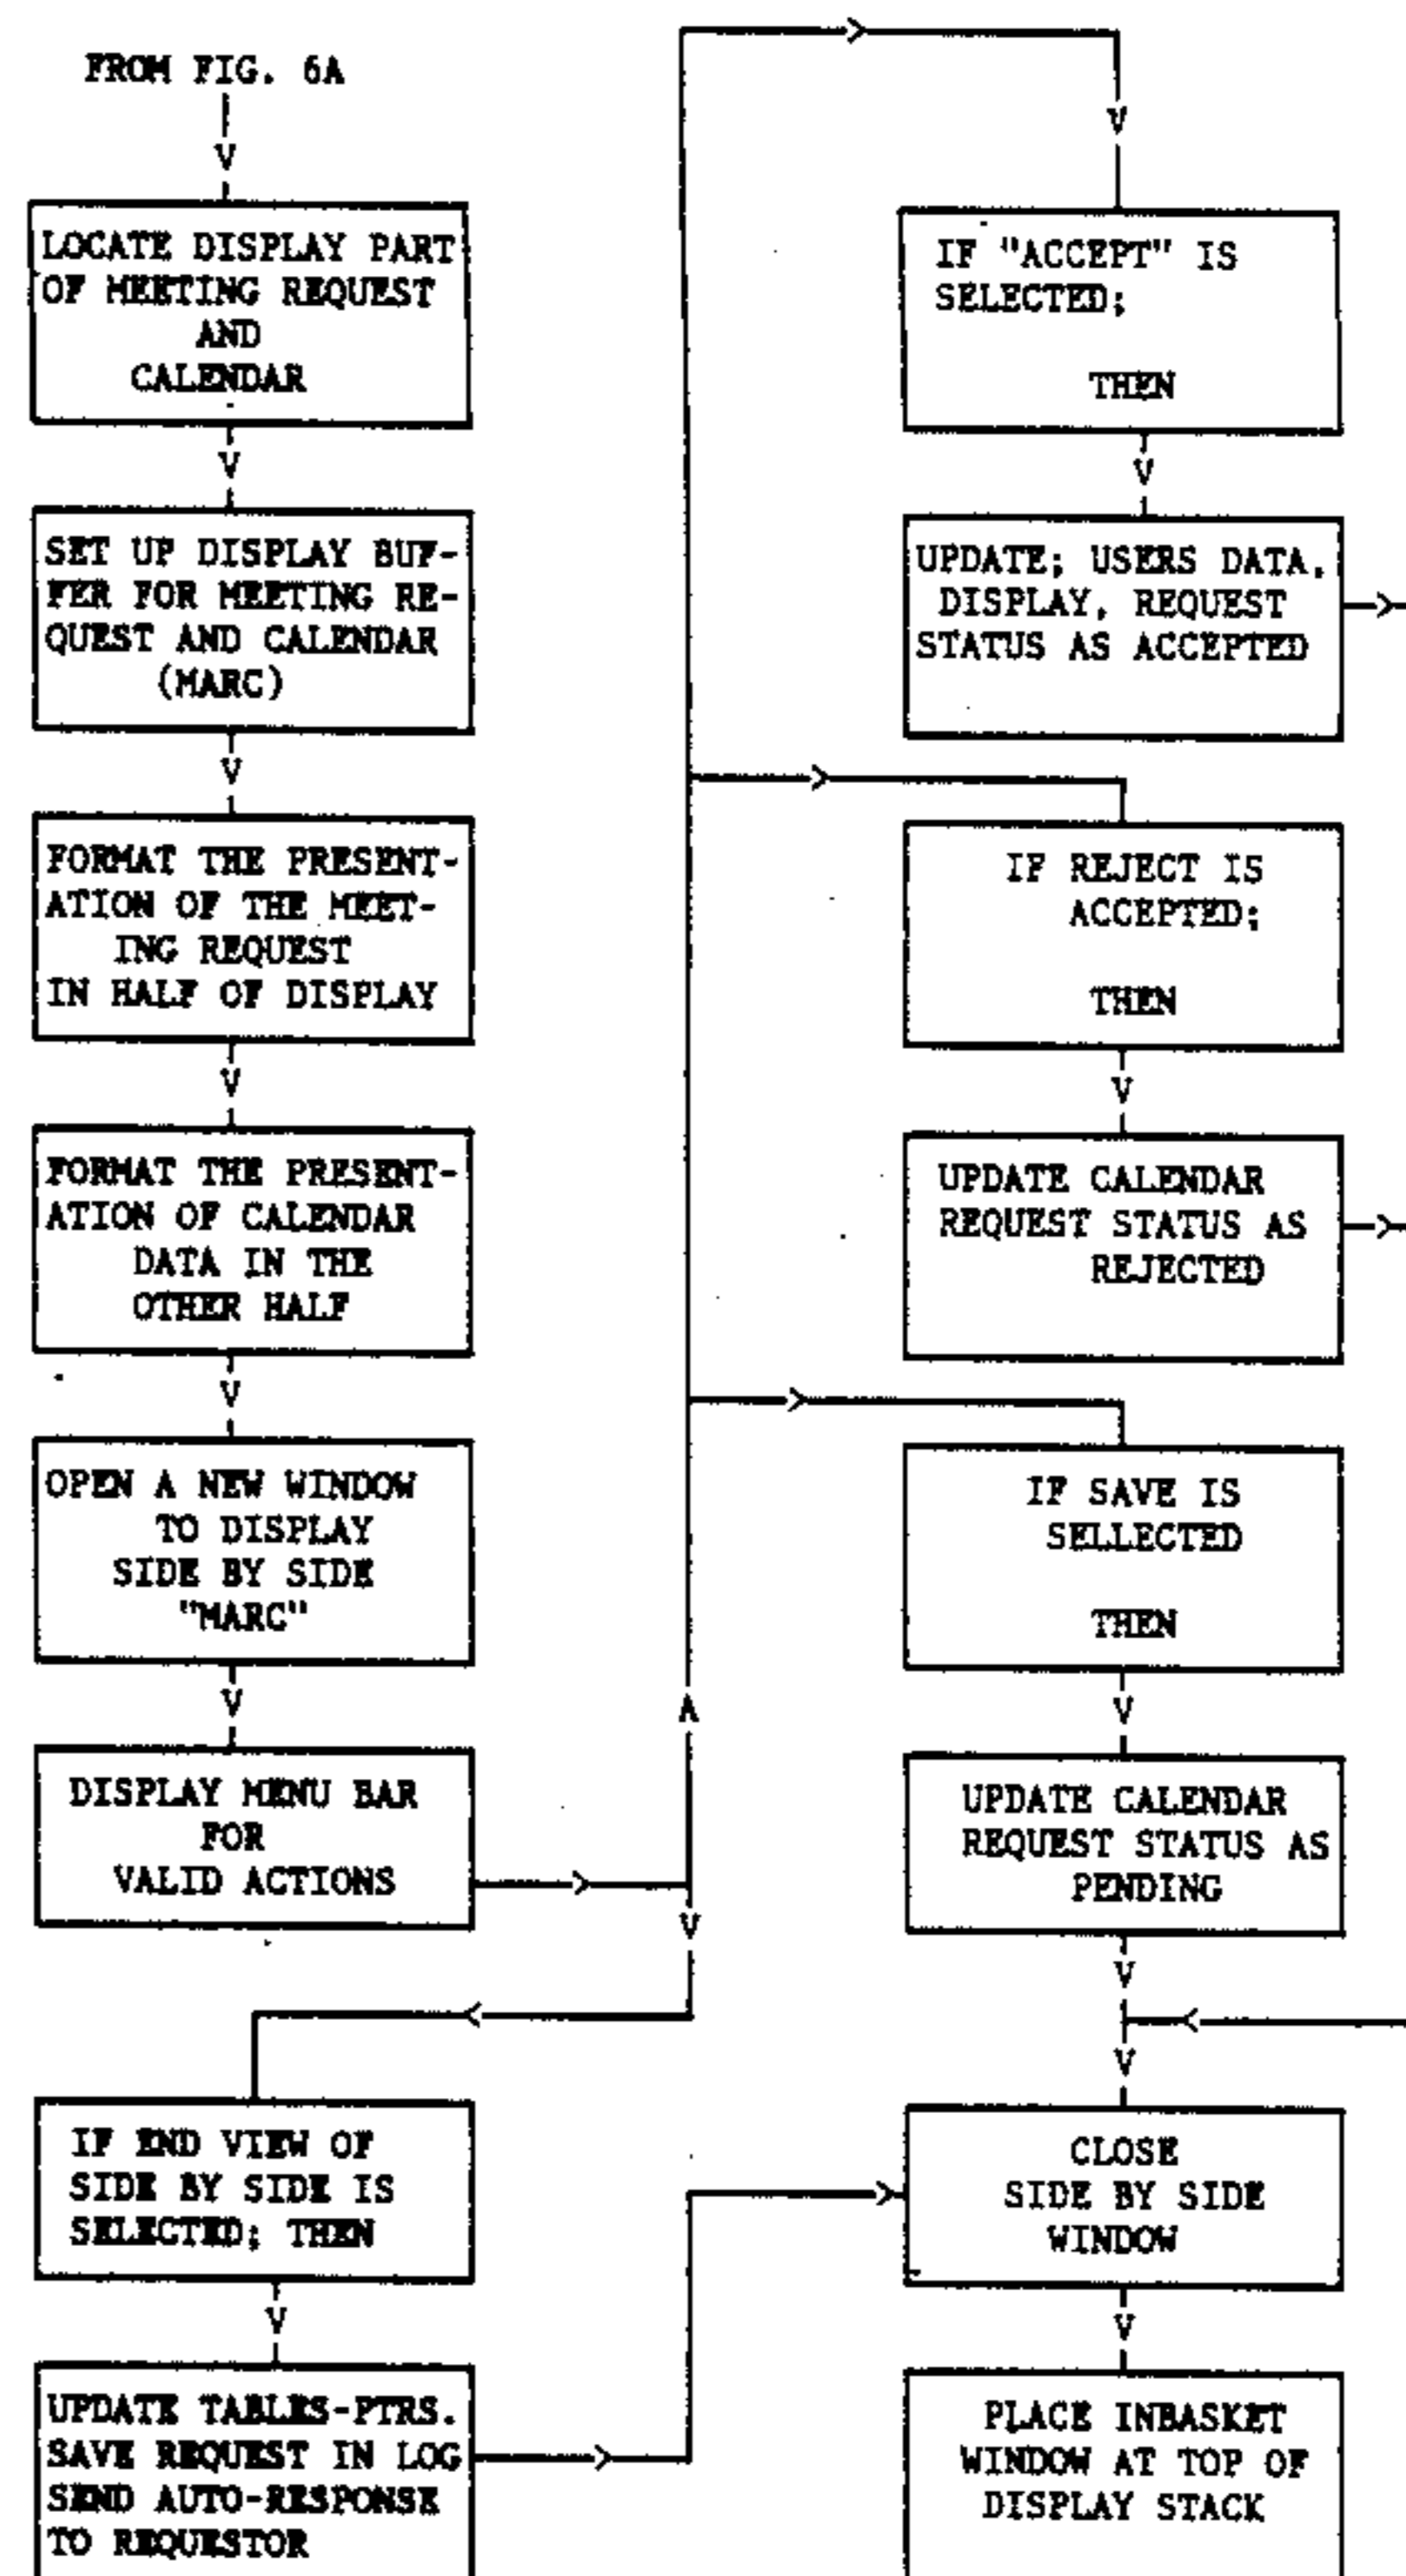 FROM FIG. 6A
LOCATE DISPLAY PART
OF MEETING REQUEST
AND
CALENDAR
SET UP DISPLAY BUF-
FER FOR MEETING RE-
QUEST AND CALENDAR
(MARC)
FORMAT THE PRESENT-
ATION OF THE MEET-
ING REQUEST
IN HALF OF DISPLAY
FORMAT THE PRESENT-
ATION OF CALENDAR
DATA IN THE
OTHER HALF
OPEN A NEW WINDOW
TO DISPLAY
SIDE BY SIDE
"MARC"
DISPLAY MENU BAR
FOR
VALID ACTIONS
IF END VIEW OF
SIDE BY SIDE IS
SELECTED; THEN
UPDATE TABLES-PTRS.
SAVE REQUEST IN LOG
SEND AUTO-RESPONSE
TO REQUESTOR
IF "ACCEPT" IS
SELECTED;
THEN
UPDATE; USERS DATA,
DISPLAY, REQUEST
STATUS AS ACCEPTED
IF REJECT IS
ACCEPTED;
THEN
UPDATE CALENDAR
REQUEST STATUS AS
REJECTED
IF SAVE IS
SELLECTED
THEN
UPDATE CALENDAR
REQUEST STATUS AS
PENDING
CLOSE
SIDE BY SIDE
WINDOW
PLACE INBASKET
WINDOW AT TOP OF
DISPLAY STACK